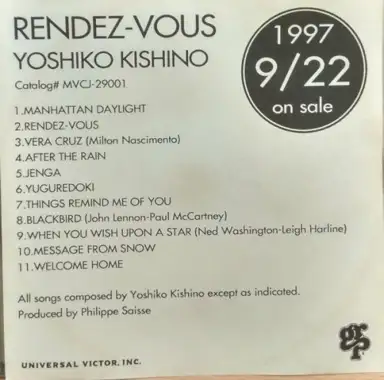 RENDEZ-VOUS
YOSHIKO KISHINO
Catalog# MVCJ-29001
1997
9/22
on sale
1.MANHATTAN DAYLIGHT
2.RENDEZ-VOUS
3.VERA CRUZ (Milton Nascimento)
4.AFTER THE RAIN
5.JENGA
6.YUGUREDOKI
7.THINGS REMIND ME OF YOU
8.BLACKBIRD (John Lennon-Paul McCartney)
9.WHEN YOU WISH UPON A STAR (Ned Washington-Leigh Harline)
10.MESSAGE FROM SNOW
11.WELCOME HOME
All songs composed by Yoshiko Kishino except as indicated.
Produced by Philippe Saisse
grp
UNIVERSAL VICTOR, INC.